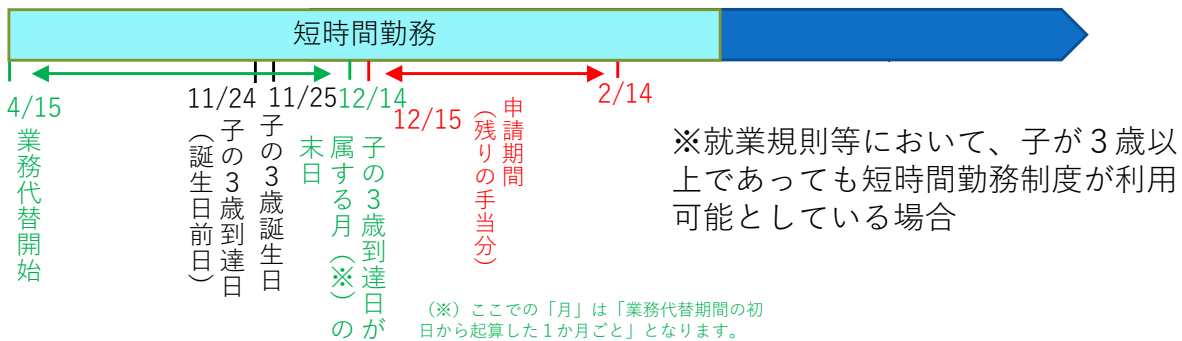 短時間勤務
4/15
業務代替開始
11/24
子の３歳到達日
（誕生日前日）
11/25
子の３歳誕生日
12/14
子の３歳到達日が
属する月（※）の
末日
12/15
申請期間
（残りの手当分）
2/14
※就業規則等において、子が３歳以
上であっても短時間勤務制度が利用
可能としている場合
（※）ここでの「月」は「業務代替期間の初
日から起算した１か月ごと」となります。